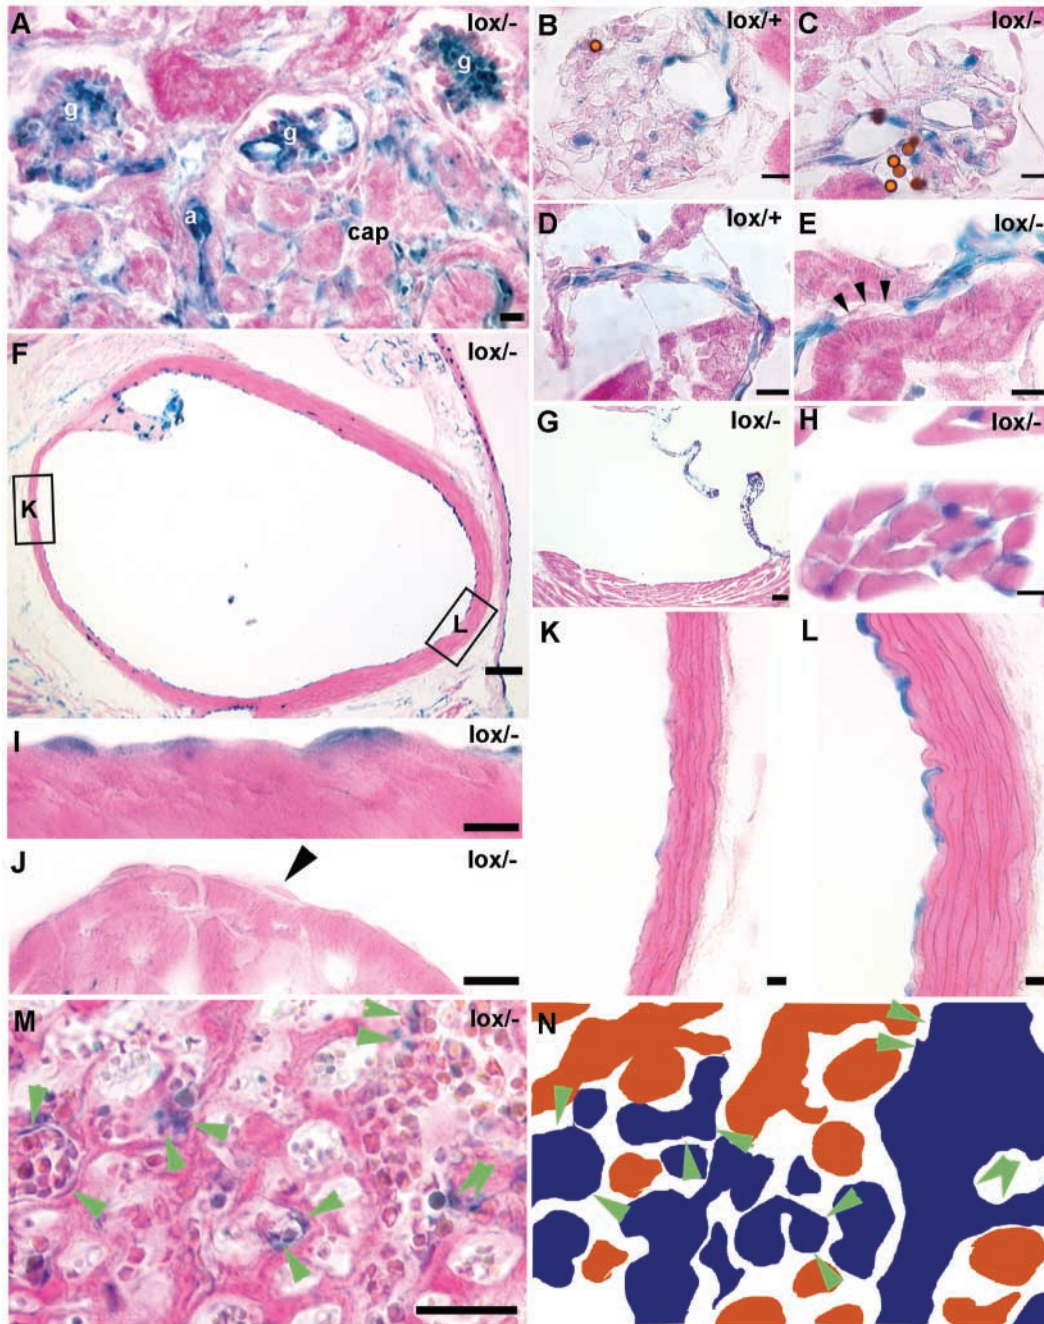 A lox/-
g
g
g
a
cap
B lox/+
C lox/-
D lox/+
E lox/-
F lox/-
K
L
G lox/-
H lox/-
I lox/-
J lox/-
K
L
M lox/-
N